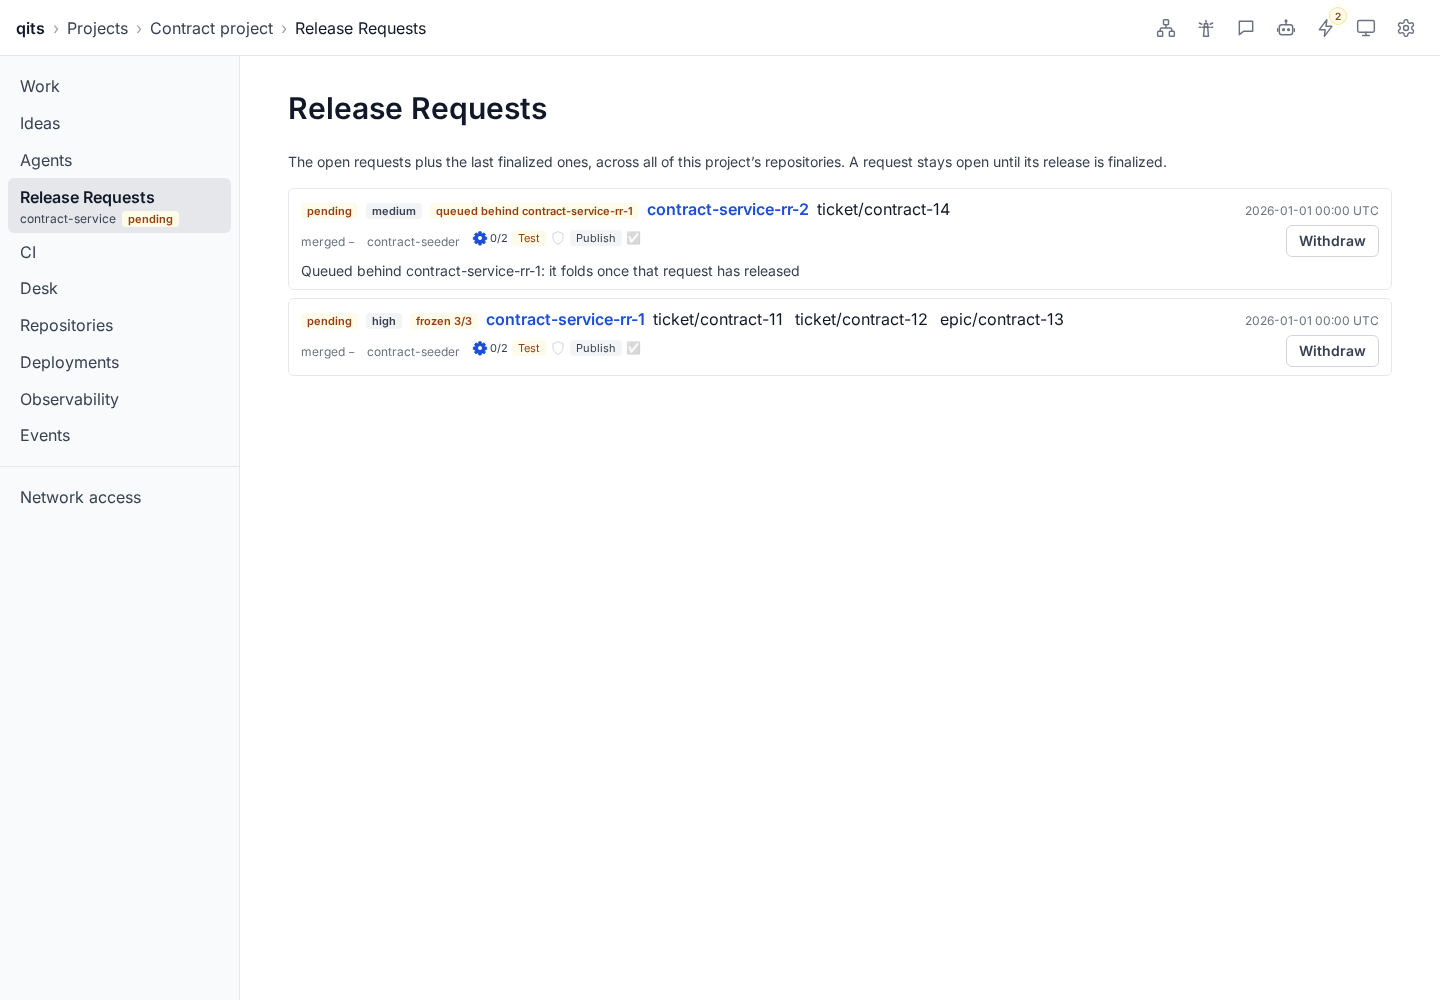 qits › Projects › Contract project › Release Requests
2
Work
Ideas
Agents
Release Requests
contract-service pending
CI
Desk
Repositories
Deployments
Observability
Events
Network access
Release Requests
The open requests plus the last finalized ones, across all of this project’s repositories. A request stays open until its release is finalized.
pending medium queued behind contract-service-rr-1 contract-service-rr-2 ticket/contract-14 2026-01-01 00:00 UTC
merged – contract-seeder 0/2 Test Publish Withdraw
Queued behind contract-service-rr-1: it folds once that request has released
pending high frozen 3/3 contract-service-rr-1 ticket/contract-11 ticket/contract-12 epic/contract-13 2026-01-01 00:00 UTC
merged – contract-seeder 0/2 Test Publish Withdraw